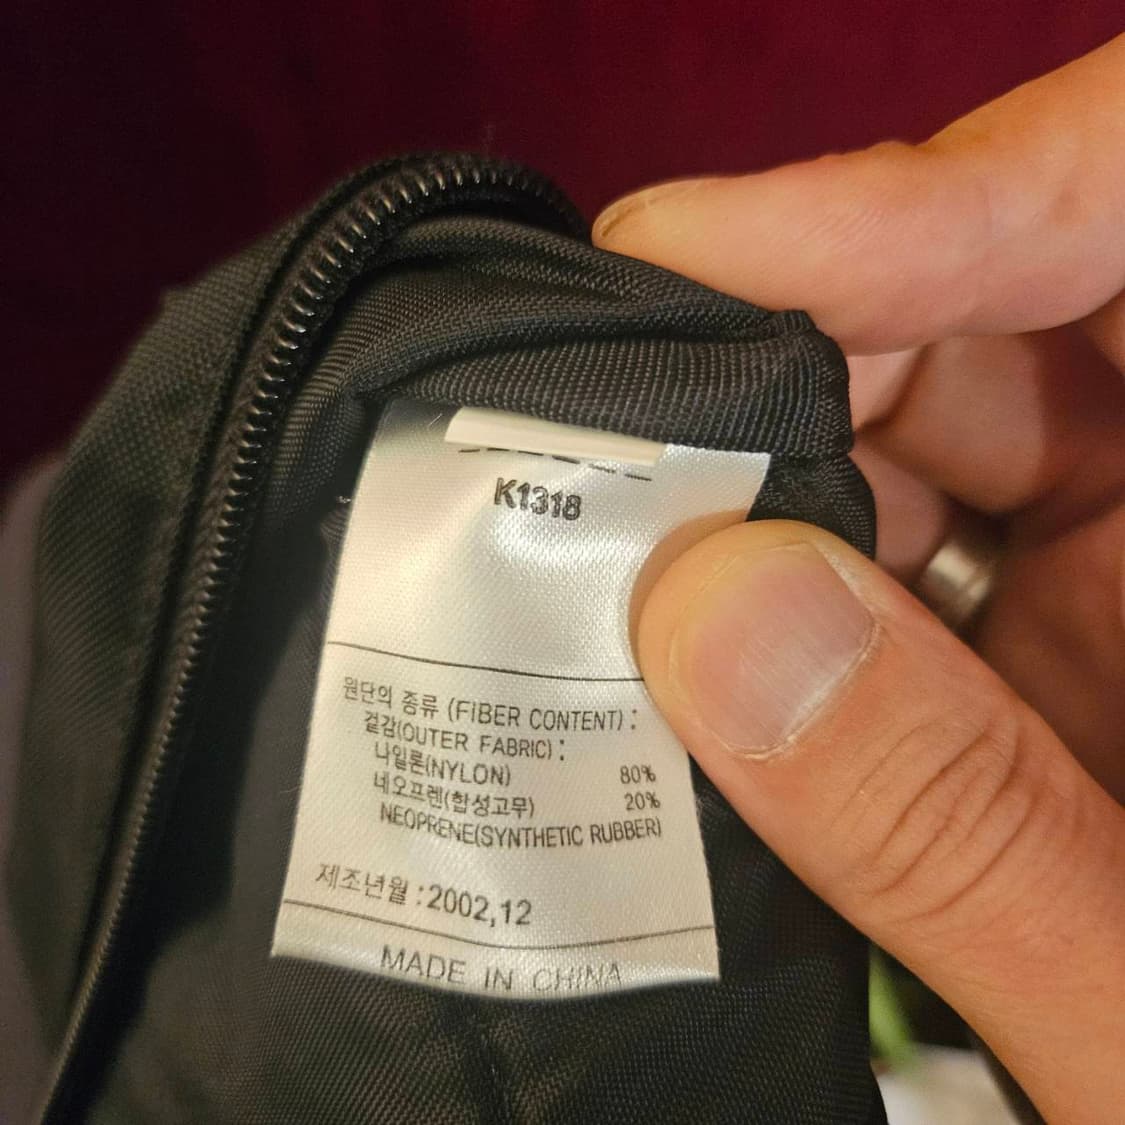 K1318
원단의 종류 (FIBER CONTENT) :
겉감(OUTER FABRIC) :
나일론(NYLON) 80%
네오프렌(합성고무) 20%
NEOPRENE(SYNTHETIC RUBBER)
제조년월 :2002,12
MADE IN CHINA